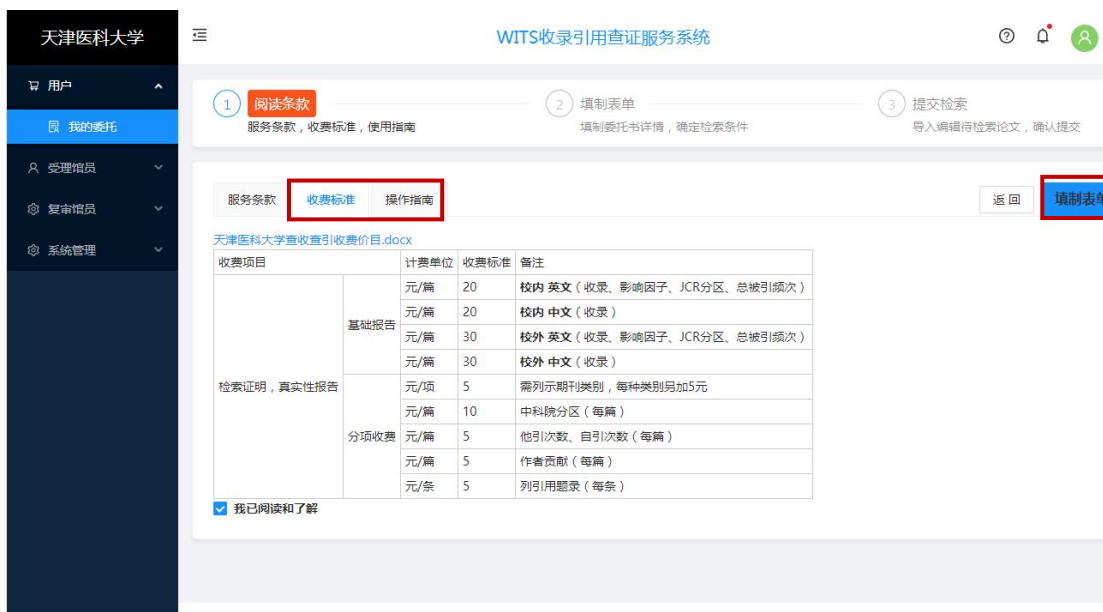 天津医科大学
WITS收录引用查证服务系统
用户
我的委托
受理馆员
复审馆员
系统管理
1 阅读条款
服务条款，收费标准，使用指南
2 填制表单
填制委托书详情，确定检索条件
3 提交检索
导入编辑待检索论文，确认提交
服务条款 收费标准 操作指南 返回 填制表单
天津医科大学查收查引收费价目.docx
收费项目 计费单位 收费标准 备注
检索证明，真实性报告
基础报告
元/篇 20 校内 英文（收录、影响因子、JCR分区、总被引频次）
元/篇 20 校内 中文（收录）
元/篇 30 校外 英文（收录、影响因子、JCR分区、总被引频次）
元/篇 30 校外 中文（收录）
分项收费
元/项 5 需列示期刊类别，每种类别另加5元
元/篇 10 中科院分区（每篇）
元/篇 5 他引次数、自引次数（每篇）
元/篇 5 作者贡献（每篇）
元/条 5 列引用题录（每条）
我已阅读和了解